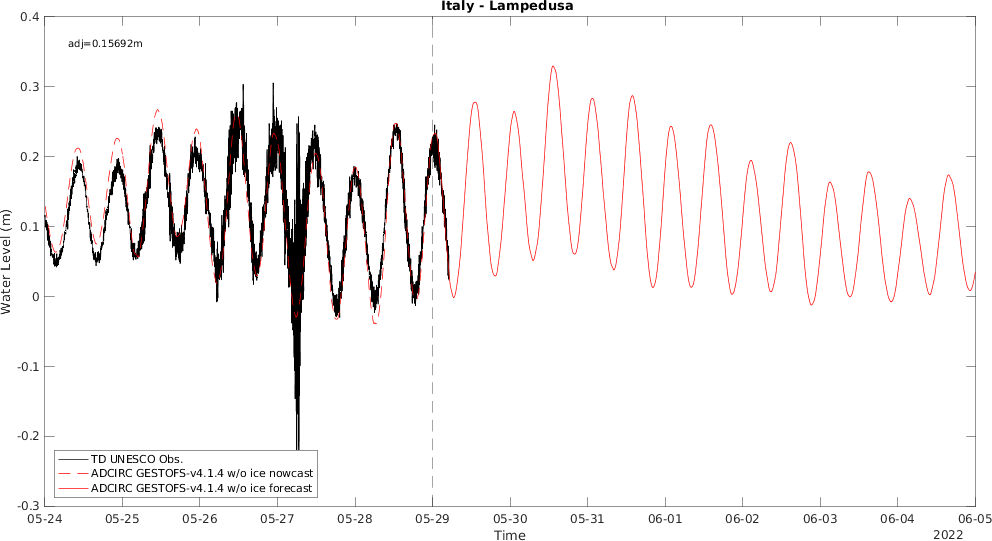 Italy - Lampedusa
0.4
adj=0.15692m
0.3
0.2
0.1
0
-0.1
-0.2
-0.3
Water Level (m)
TD UNESCO Obs.
ADCIRC GESTOFS-v4.1.4 w/o ice nowcast
ADCIRC GESTOFS-v4.1.4 w/o ice forecast
05-24 05-25 05-26 05-27 05-28 05-29 05-30 05-31 06-01 06-02 06-03 06-04 06-05
Time
2022